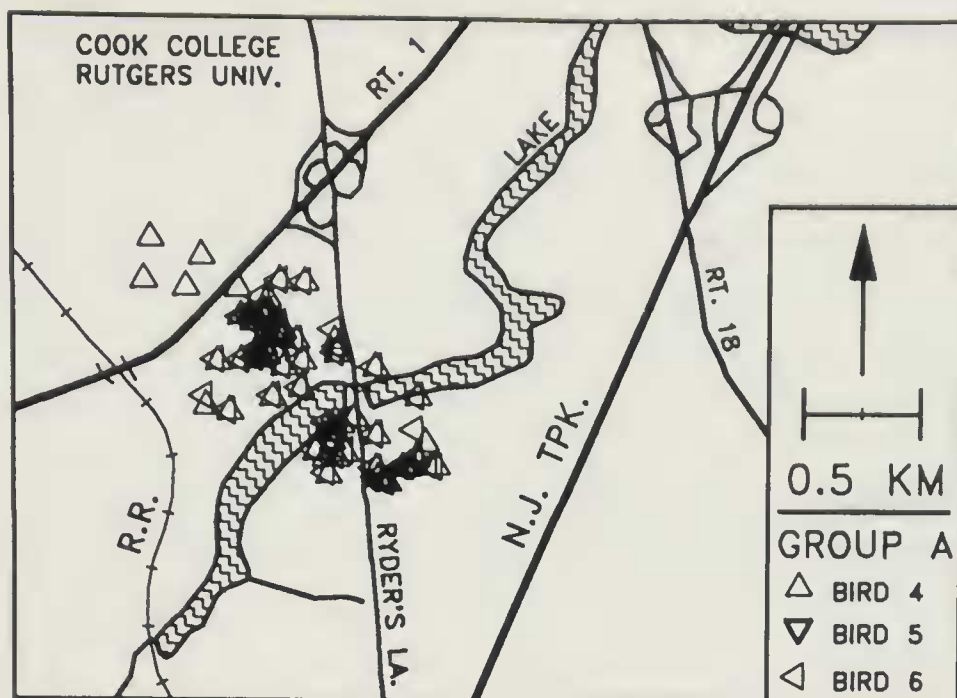 COOK COLLEGE
RUTGERS UNIV.
RT. 1
LAKE
RT. 18
N.J. TPK.
R.R.
RYDER'S LA.
0.5 KM
GROUP A
BIRD 4
BIRD 5
BIRD 6